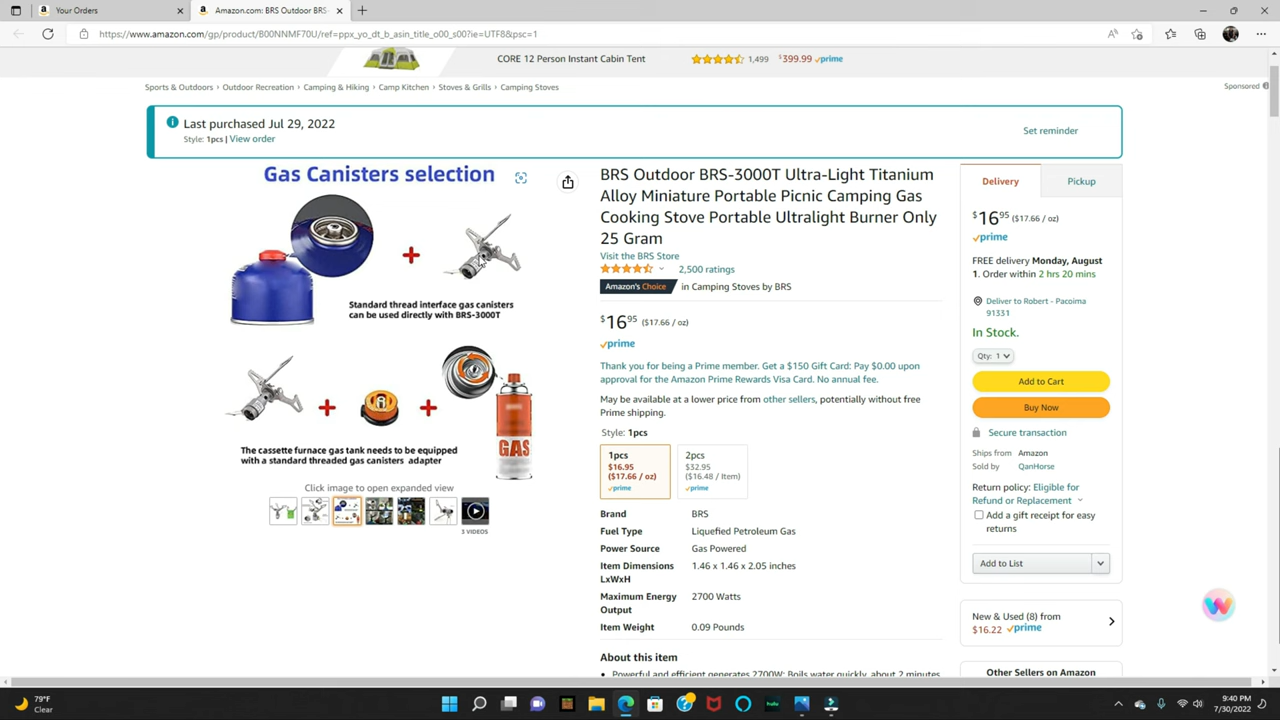 Your Orders
Amazon.com: BRS Outdoor BRS-
https://www.amazon.com/gp/product/B00NNMF70U/ref=ppx_yo_dt_b_asin_title_o00_s00?ie=UTF8&psc=1
CORE 12 Person Instant Cabin Tent
1,499
$399.99 prime
Sports & Outdoors › Outdoor Recreation › Camping & Hiking › Camp Kitchen › Stoves & Grills › Camping Stoves
Sponsored
Last purchased Jul 29, 2022
Style: 1pcs | View order
Set reminder
Gas Canisters selection
Standard thread interface gas canisters
can be used directly with BRS-3000T
GAS
The cassette furnace gas tank needs to be equipped
with a standard threaded gas canisters adapter
Click image to open expanded view
3 VIDEOS
BRS Outdoor BRS-3000T Ultra-Light Titanium
Alloy Miniature Portable Picnic Camping Gas
Cooking Stove Portable Ultralight Burner Only
25 Gram
Visit the BRS Store
2,500 ratings
Amazon's Choice in Camping Stoves by BRS
$16 95 ($17.66 / oz)
prime
Thank you for being a Prime member. Get a $150 Gift Card: Pay $0.00 upon
approval for the Amazon Prime Rewards Visa Card. No annual fee.
May be available at a lower price from other sellers, potentially without free
Prime shipping.
Style: 1pcs
1pcs
$16.95
($17.66 / oz)
prime
2pcs
$32.95
($16.48 / Item)
prime
Brand BRS
Fuel Type Liquefied Petroleum Gas
Power Source Gas Powered
Item Dimensions 1.46 x 1.46 x 2.05 inches
LxWxH
Maximum Energy 2700 Watts
Output
Item Weight 0.09 Pounds
About this item
• Powerful and efficient generates 2700W: Boils water quickly, about 2 minutes
Delivery
Pickup
$16 95 ($17.66 / oz)
prime
FREE delivery Monday, August
1. Order within 2 hrs 20 mins
Deliver to Robert - Pacoima
91331
In Stock.
Qty: 1
Add to Cart
Buy Now
Secure transaction
Ships from Amazon
Sold by QanHorse
Return policy: Eligible for
Refund or Replacement
Add a gift receipt for easy
returns
Add to List
New & Used (8) from
$16.22 prime
Other Sellers on Amazon
79°F
Clear
hulu
9:40 PM
7/30/2022